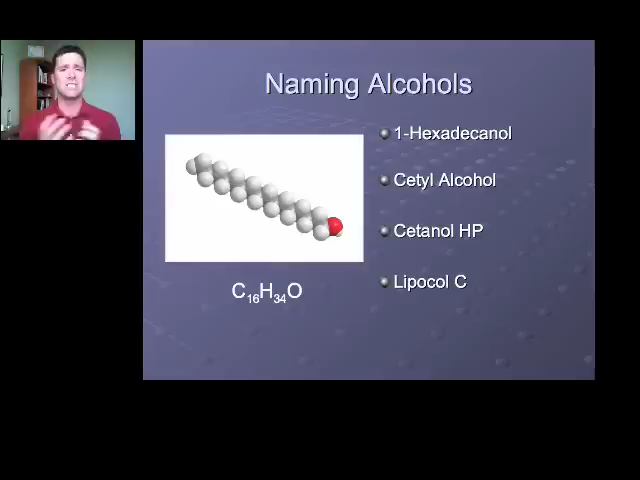 Naming Alcohols
1-Hexadecanol
Cetyl Alcohol
Cetanol HP
Lipocol C
C₁₆H₃₄O